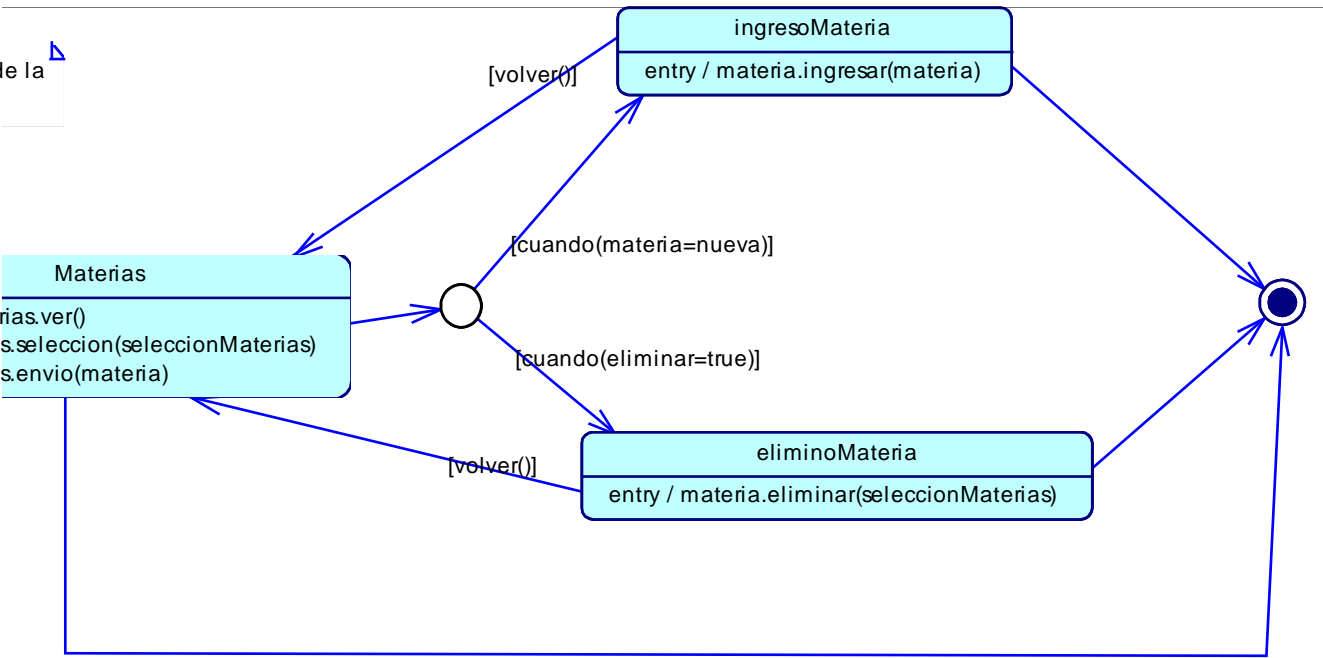 ingresoMateria
de la
entry / materia.ingresar(materia)
[volver()]
[cuando(materia=nueva)]
Materias
rias.ver()
s.seleccion(seleccionMaterias)
s.envio(materia)
[cuando(eliminar=true)]
eliminoMateria
[volver()]
entry / materia.eliminar(seleccionMaterias)